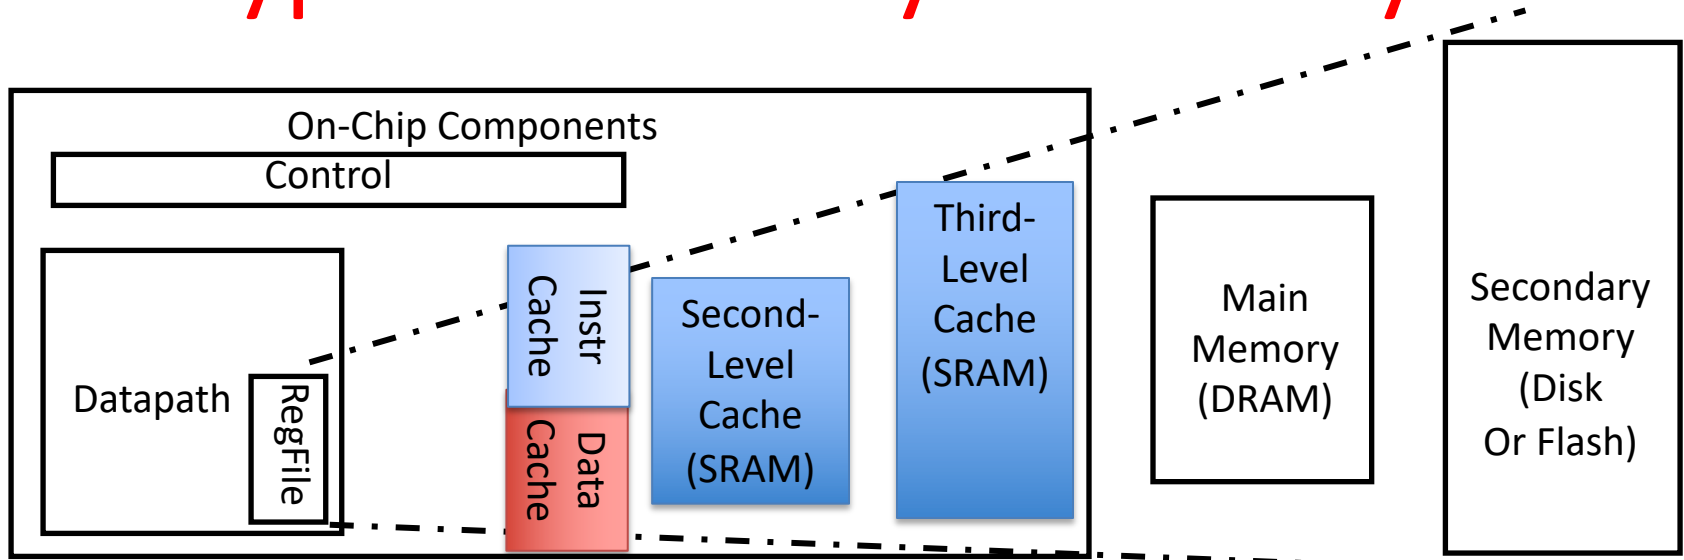 On-Chip Components
Control
Datapath
RegFile
Instr
Cache
Data
Cache
Second-
Level
Cache
(SRAM)
Third-
Level
Cache
(SRAM)
Main
Memory
(DRAM)
Secondary
Memory
(Disk
Or Flash)